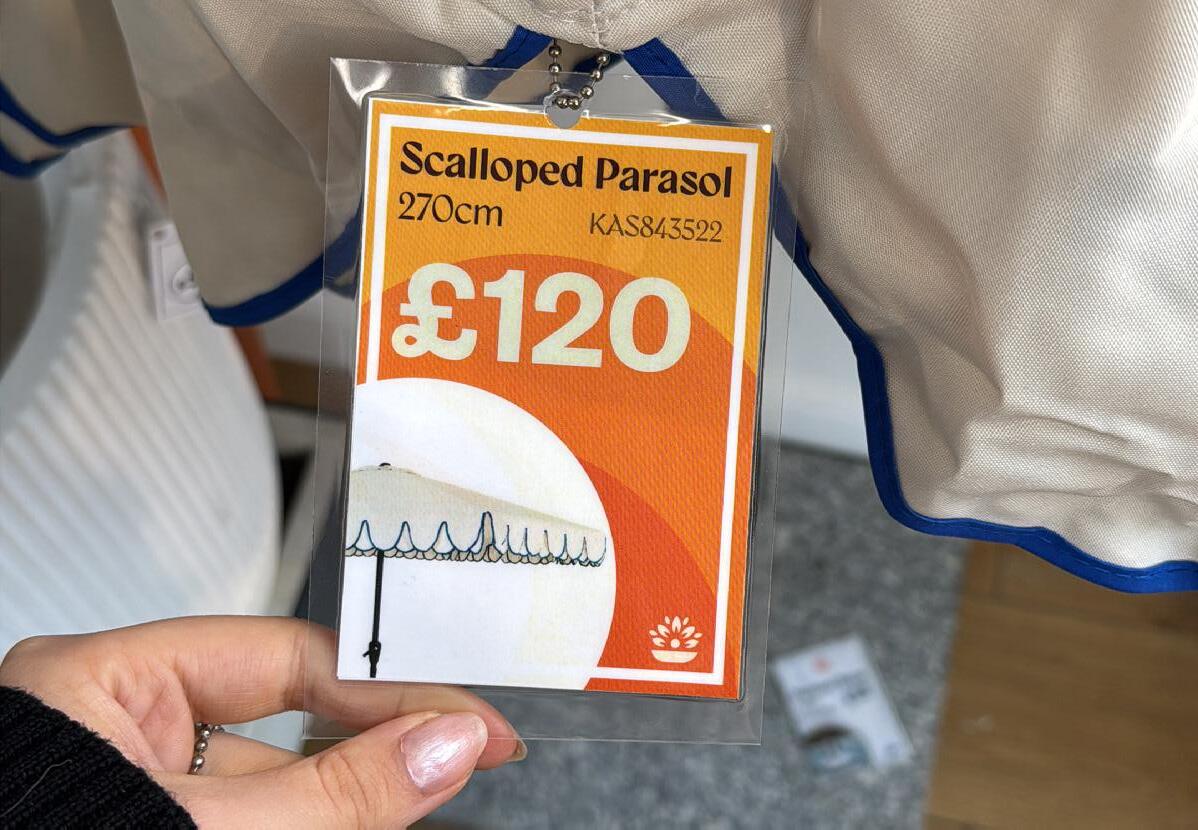 Scalloped Parasol
270cm
KAS843522
£120